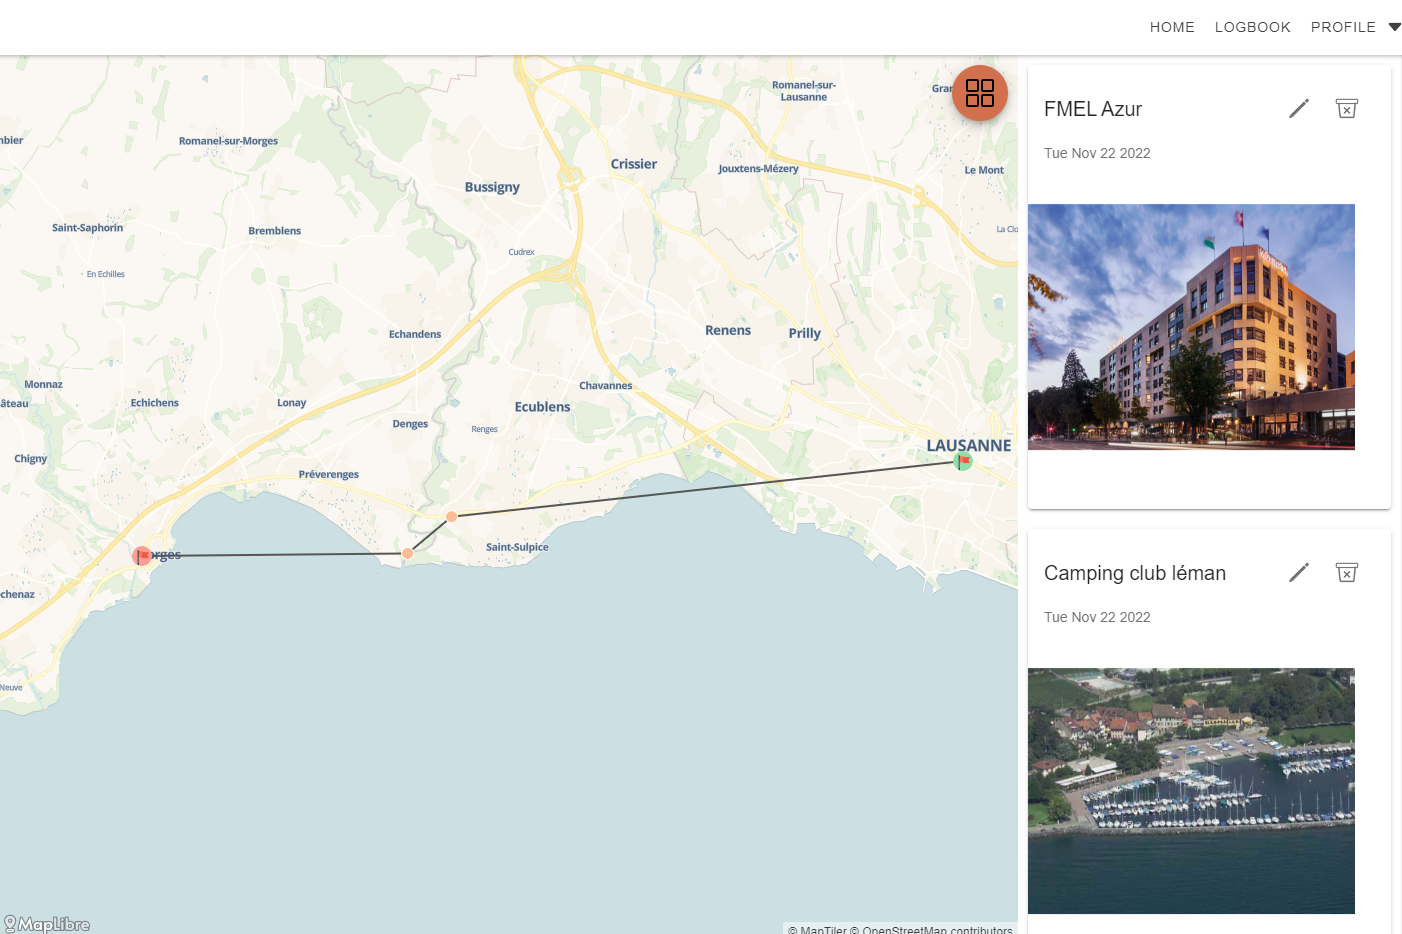 HOME LOGBOOK PROFILE
Romanel-sur-
Lausanne
Gran
nbier
Romanel-sur-Morges
Crissier
Jouxtens-Mézery
Le Mont
Bussigny
Saint-Saphorin
Bremblens
La Clo
Cudrex
En Echilles
Echandens
Renens
Prilly
Monnaz
Chavannes
âteau
Echichens
Lonay
Ecublens
Denges
Renges
LAUSANNE
Chigny
Préverenges
Saint-Sulpice
orges
chenaz
Neuve
MapLibre
© MapTiler © OpenStreetMap contributors
FMEL Azur
Tue Nov 22 2022
Camping club léman
Tue Nov 22 2022